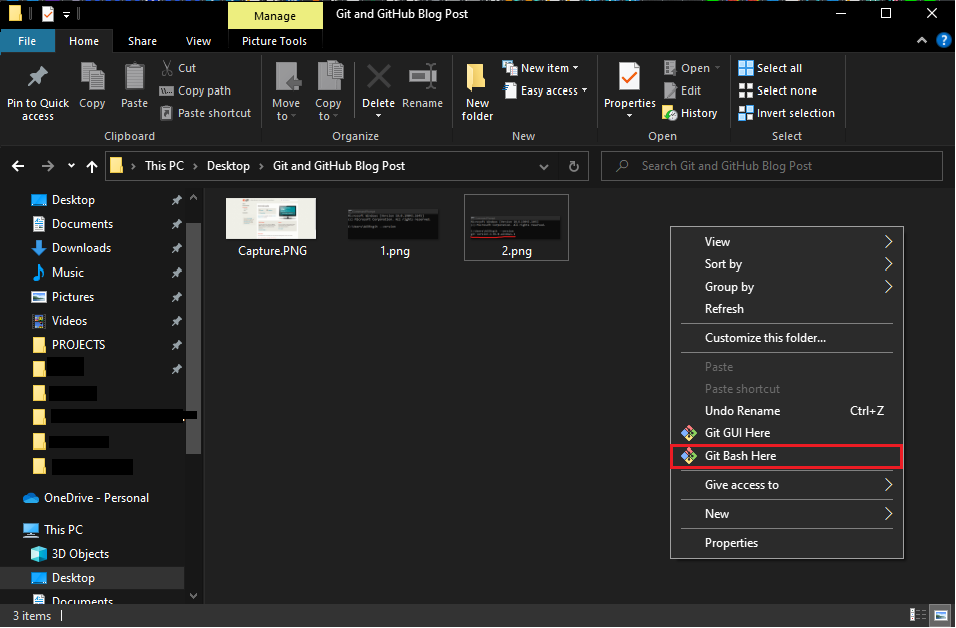 Manage
Git and GitHub Blog Post
File
Home
Share
View
Picture Tools
Pin to Quick access
Copy
Paste
Cut
Copy path
Paste shortcut
Clipboard
Move to
Copy to
Delete
Rename
Organize
New folder
New item
Easy access
New
Properties
Open
Edit
History
Open
Select all
Select none
Invert selection
Select
This PC
Desktop
Git and GitHub Blog Post
Search Git and GitHub Blog Post
Desktop
Documents
Downloads
Music
Pictures
Videos
PROJECTS
OneDrive - Personal
This PC
3D Objects
Desktop
Documents
Capture.PNG
1.png
2.png
View
Sort by
Group by
Refresh
Customize this folder...
Paste
Paste shortcut
Undo Rename Ctrl+Z
Git GUI Here
Git Bash Here
Give access to
New
Properties
3 items